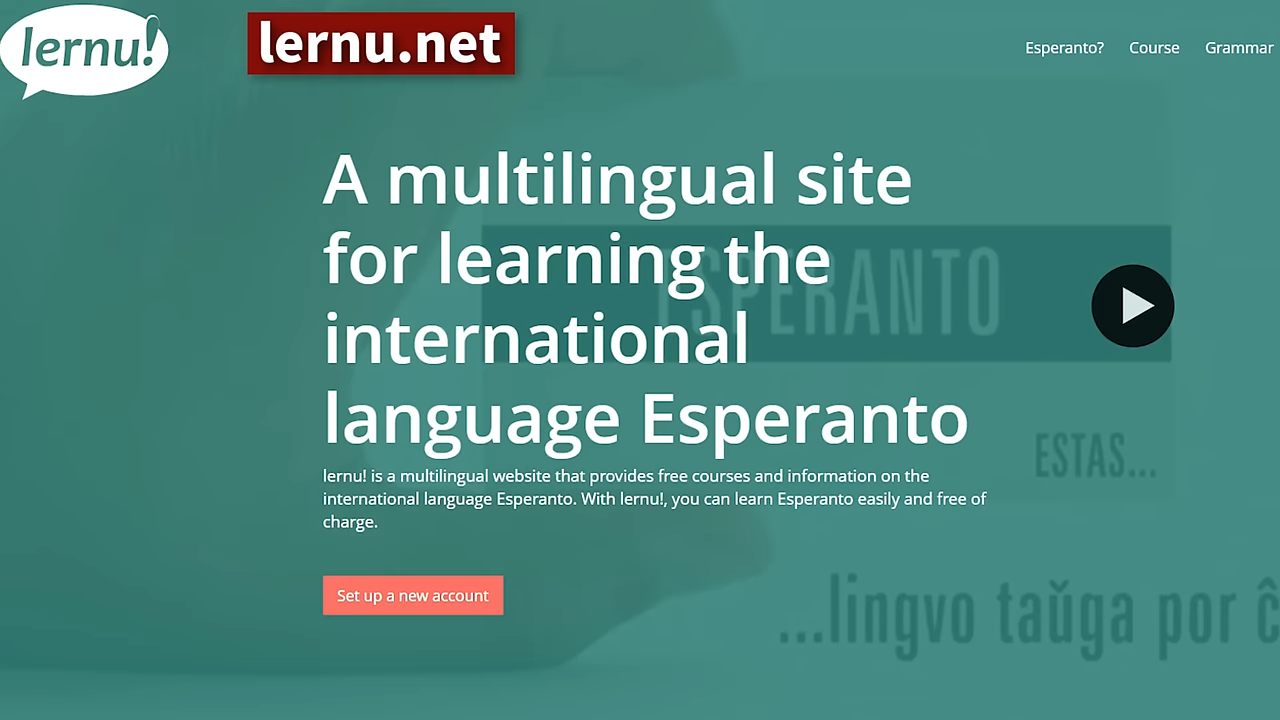 lernu!
lernu.net
Esperanto? Course Grammar
A multilingual site
for learning the
international
language Esperanto
ESPERANTO
ESTAS...
lernu! is a multilingual website that provides free courses and information on the
international language Esperanto. With lernu!, you can learn Esperanto easily and free of
charge.
Set up a new account
...lingvo taŭga por ĉ